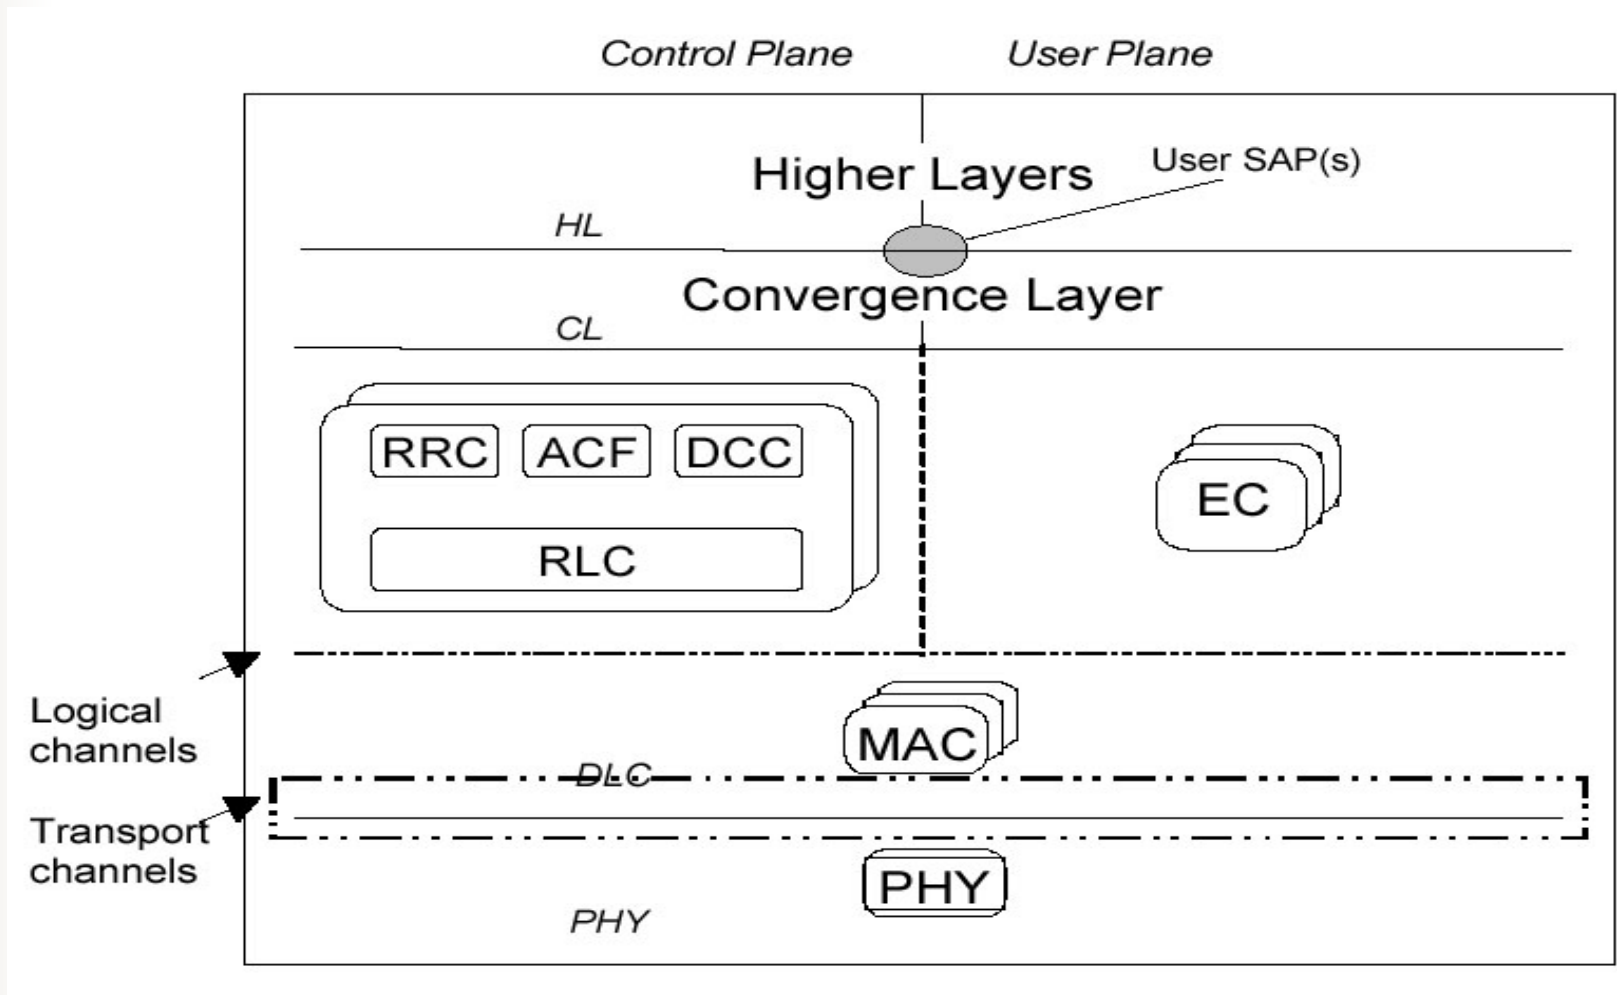 Control Plane
User Plane
Higher Layers
User SAP(s)
HL
Convergence Layer
CL
RRC
ACF
DCC
EC
RLC
Logical
channels
MAC
DLC
Transport
channels
PHY
PHY